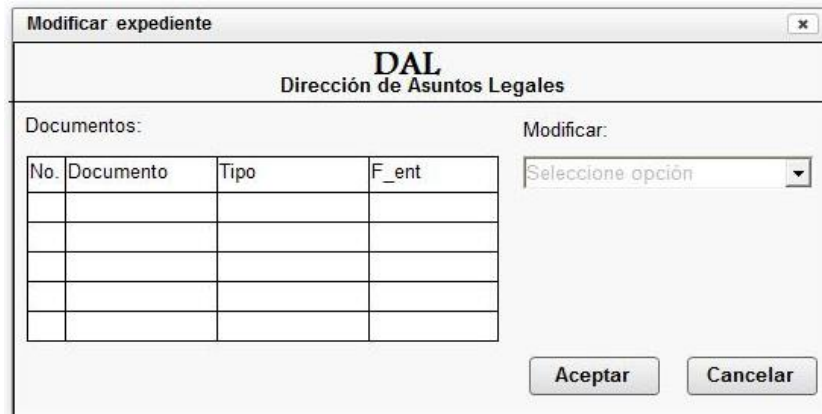 Modificar expediente
DAL
Dirección de Asuntos Legales
Documentos:
Modificar:
No. Documento Tipo F_ent
Seleccione opción
Aceptar Cancelar